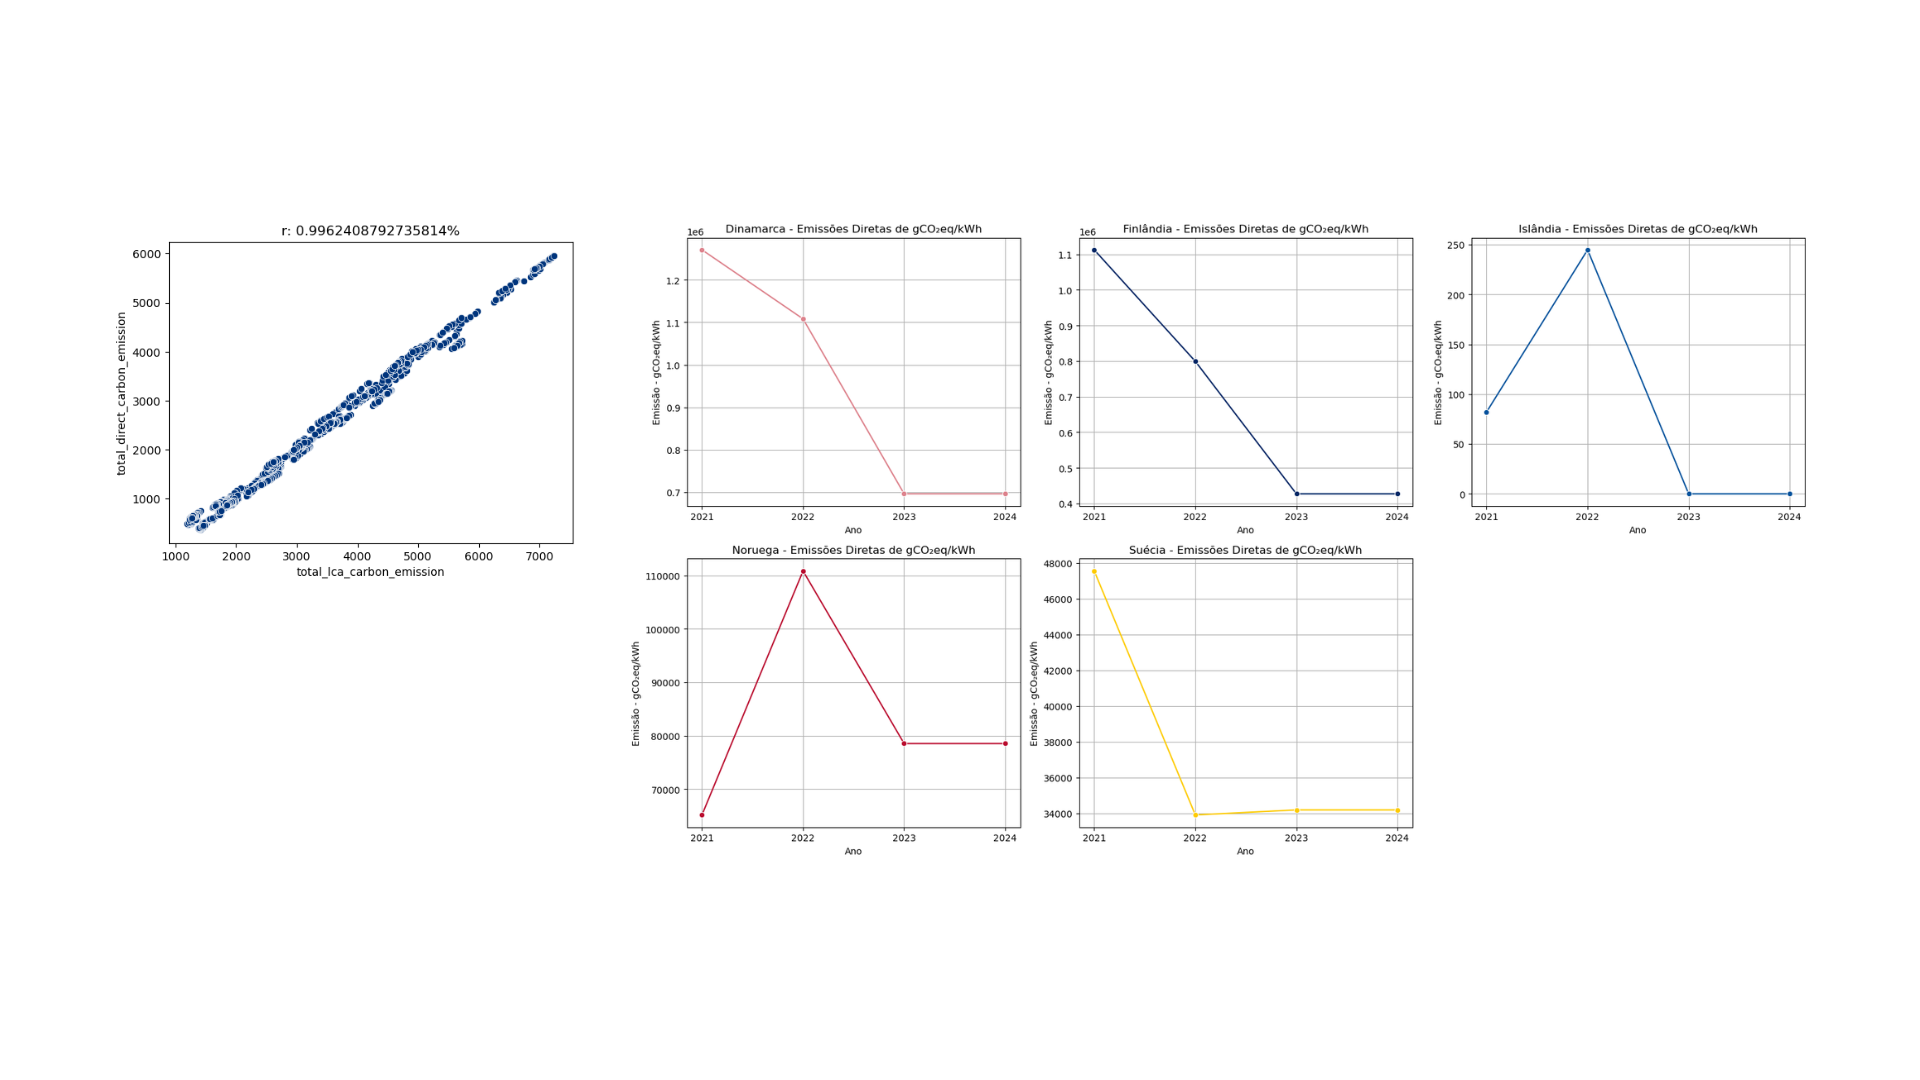 r: 0.9962408792735814%
total_direct_carbon_emission
6000
5000
4000
3000
2000
1000
1000 2000 3000 4000 5000 6000 7000
total_lca_carbon_emission
Dinamarca - Emissões Diretas de gCO₂eq/kWh
1e6
Emissão - gCO₂eq/kWh
1.2
1.1
1.0
0.9
0.8
0.7
2021 2022 2023 2024
Ano
Finlândia - Emissões Diretas de gCO₂eq/kWh
1e6
Emissão - gCO₂eq/kWh
1.1
1.0
0.9
0.8
0.7
0.6
0.5
0.4
2021 2022 2023 2024
Ano
Islândia - Emissões Diretas de gCO₂eq/kWh
Emissão - gCO₂eq/kWh
250
200
150
100
50
0
2021 2022 2023 2024
Ano
Noruega - Emissões Diretas de gCO₂eq/kWh
Emissão - gCO₂eq/kWh
110000
100000
90000
80000
70000
2021 2022 2023 2024
Ano
Suécia - Emissões Diretas de gCO₂eq/kWh
Emissão - gCO₂eq/kWh
48000
46000
44000
42000
40000
38000
36000
34000
2021 2022 2023 2024
Ano